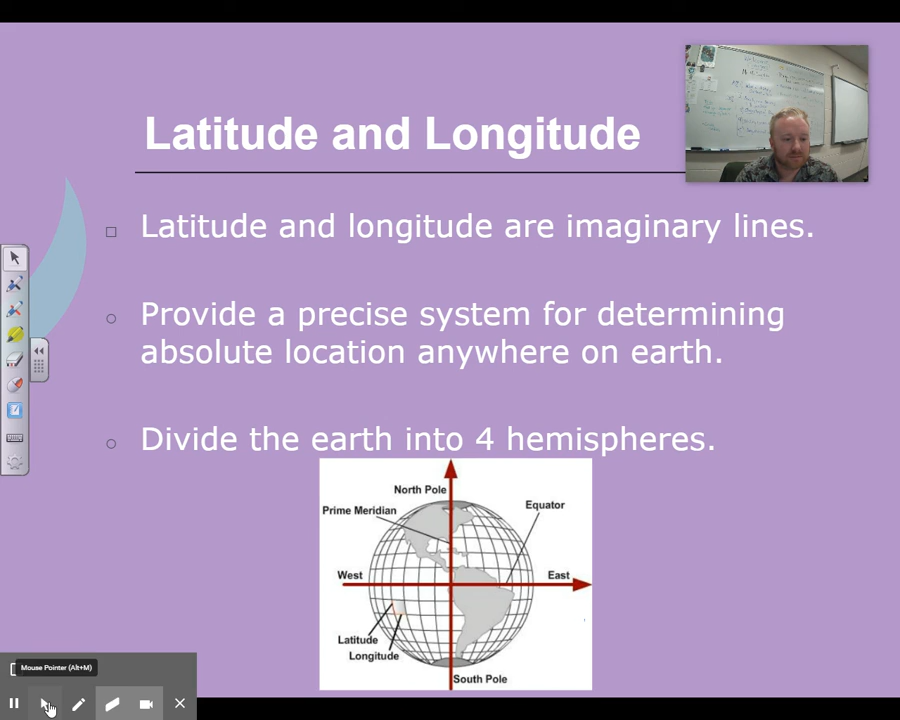 Latitude and Longitude
Latitude and longitude are imaginary lines.
Provide a precise system for determining
absolute location anywhere on earth.
Divide the earth into 4 hemispheres.
North Pole
Prime Meridian
Equator
West
East
Latitude
Longitude
South Pole
Mouse Pointer (Alt+M)